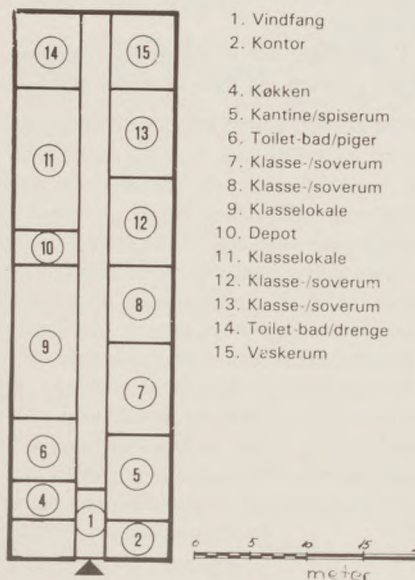 14
15
13
11
12
10
8
9
7
6
5
4
1
2
1. Vindfang
2. Kontor
4. Køkken
5. Kantine/spiserum
6. Toilet-bad/piger
7. Klasse-/soverum
8. Klasse-/soverum
9. Klasselokale
10. Depot
11. Klasselokale
12. Klasse-/soverum
13. Klasse-/soverum
14. Toilet-bad/drenge
15. Vaskerum
0 5 10 15
meter